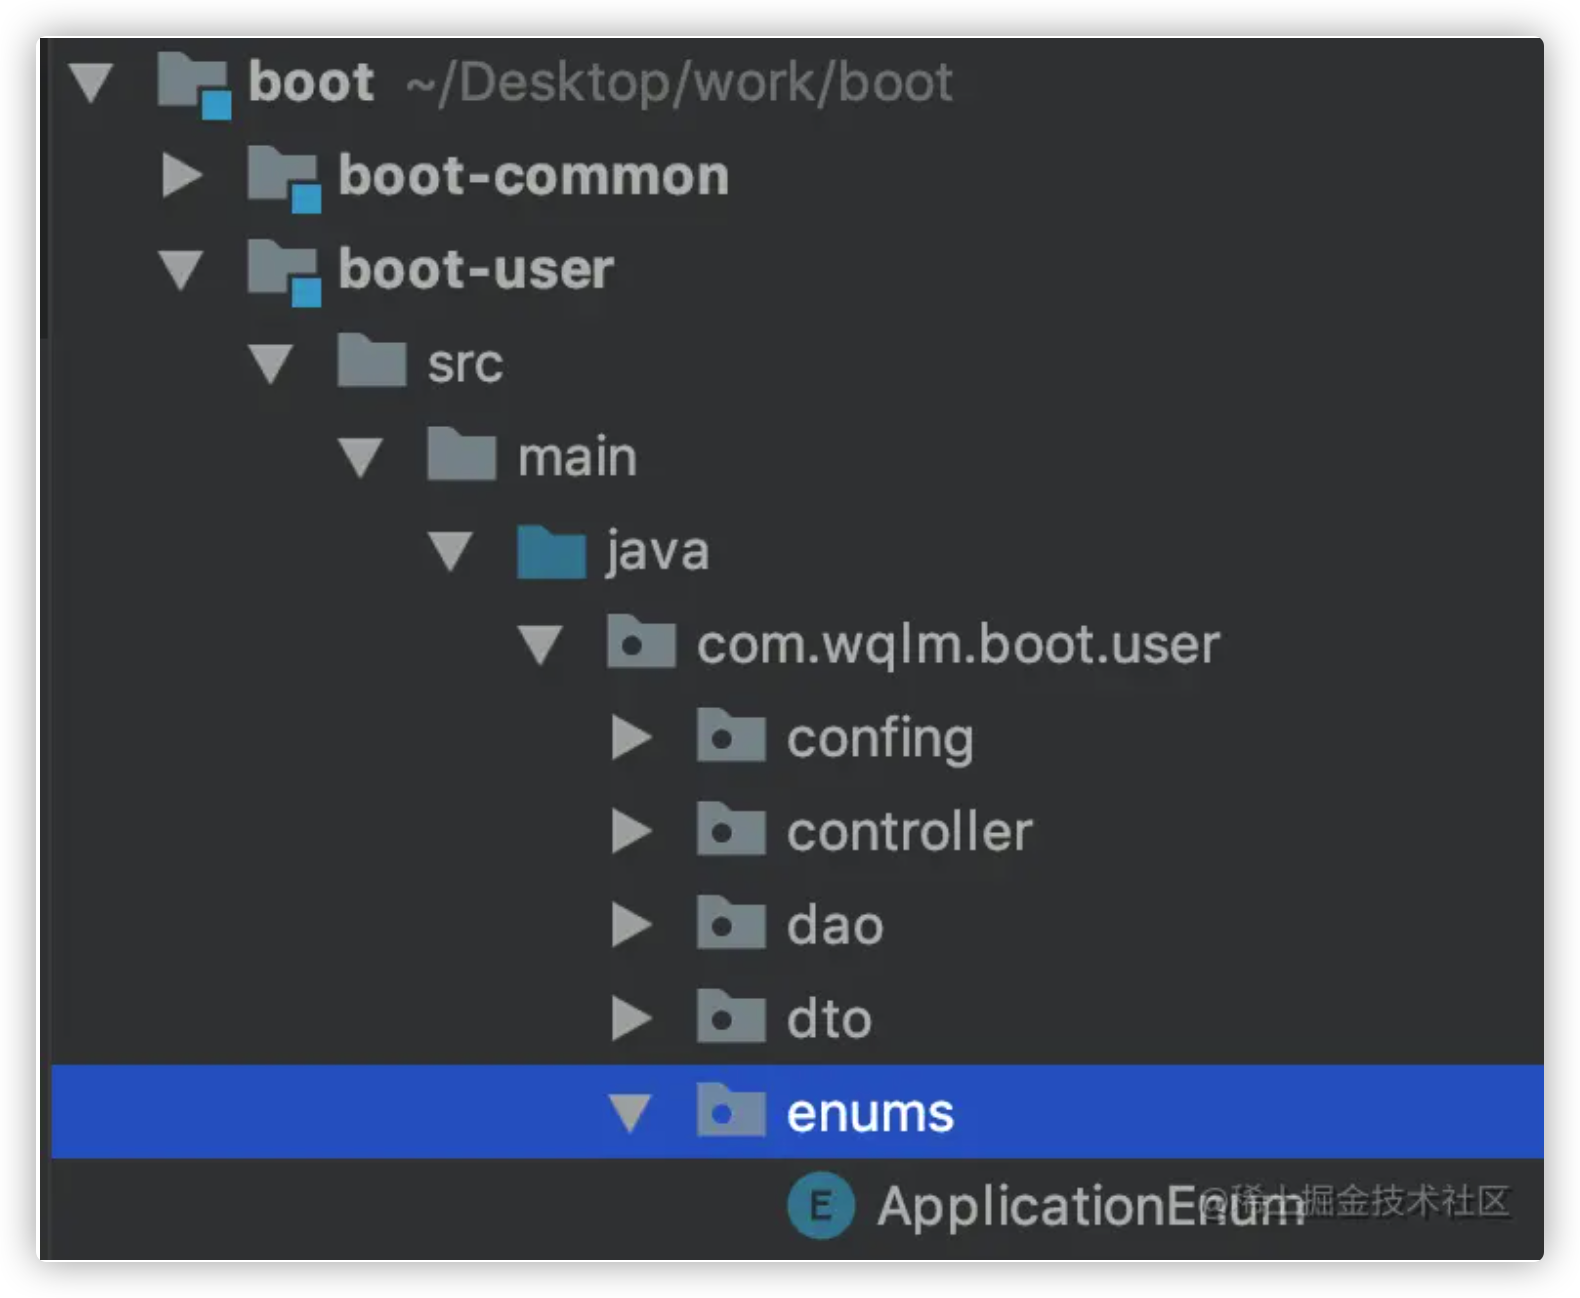 boot ~/Desktop/work/boot
boot-common
boot-user
src
main
java
com.wqlm.boot.user
confing
controller
dao
dto
enums
E ApplicationEnum
@稀土掘金技术社区